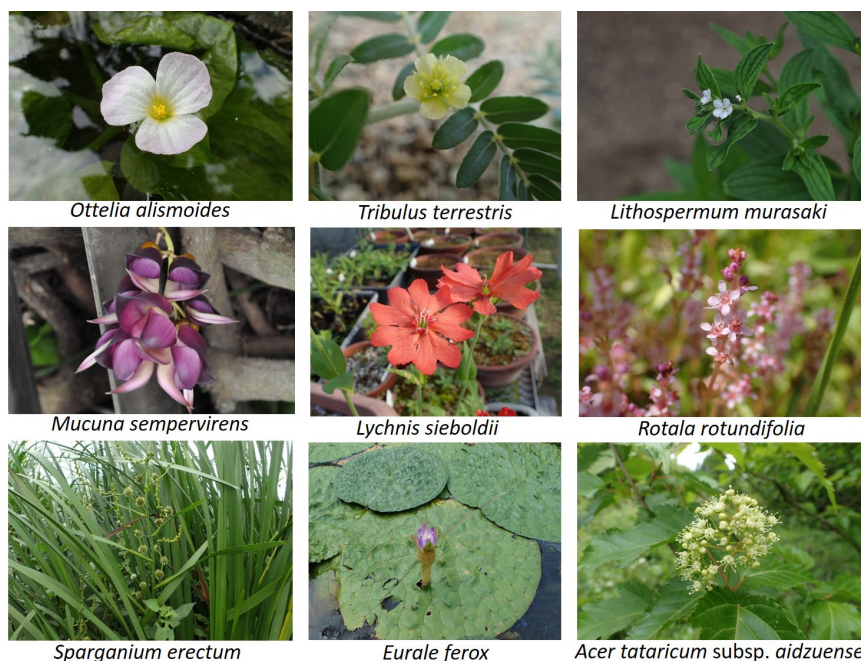 Ottelia alismoides
Tribulus terrestris
Lithospermum murasaki
Mucuna sempervirens
Lychnis sieboldii
Rotala rotundifolia
Sparganium erectum
Eurale ferox
Acer tataricum subsp. aidzuense